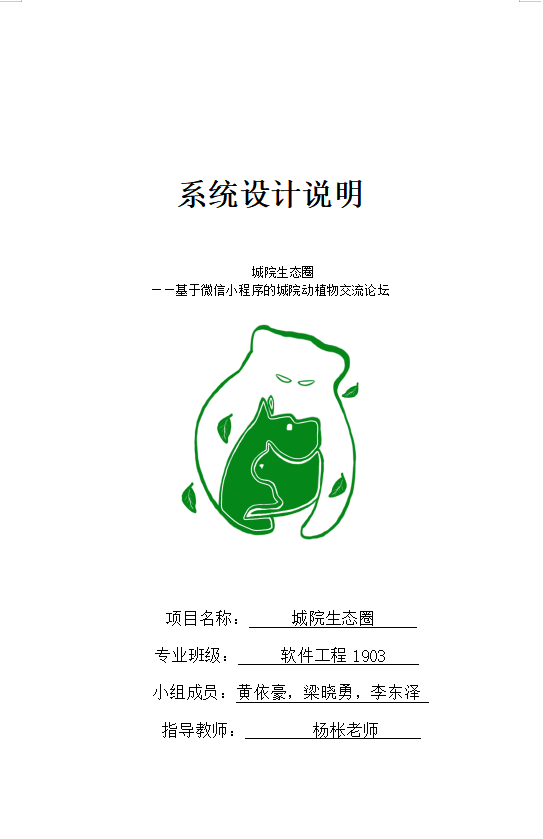 系统设计说明
城院生态圈
——基于微信小程序的城院动植物交流论坛
项目名称：城院生态圈
专业班级：软件工程 1903
小组成员：黄依豪，梁晓勇，李东泽
指导教师：杨枨老师